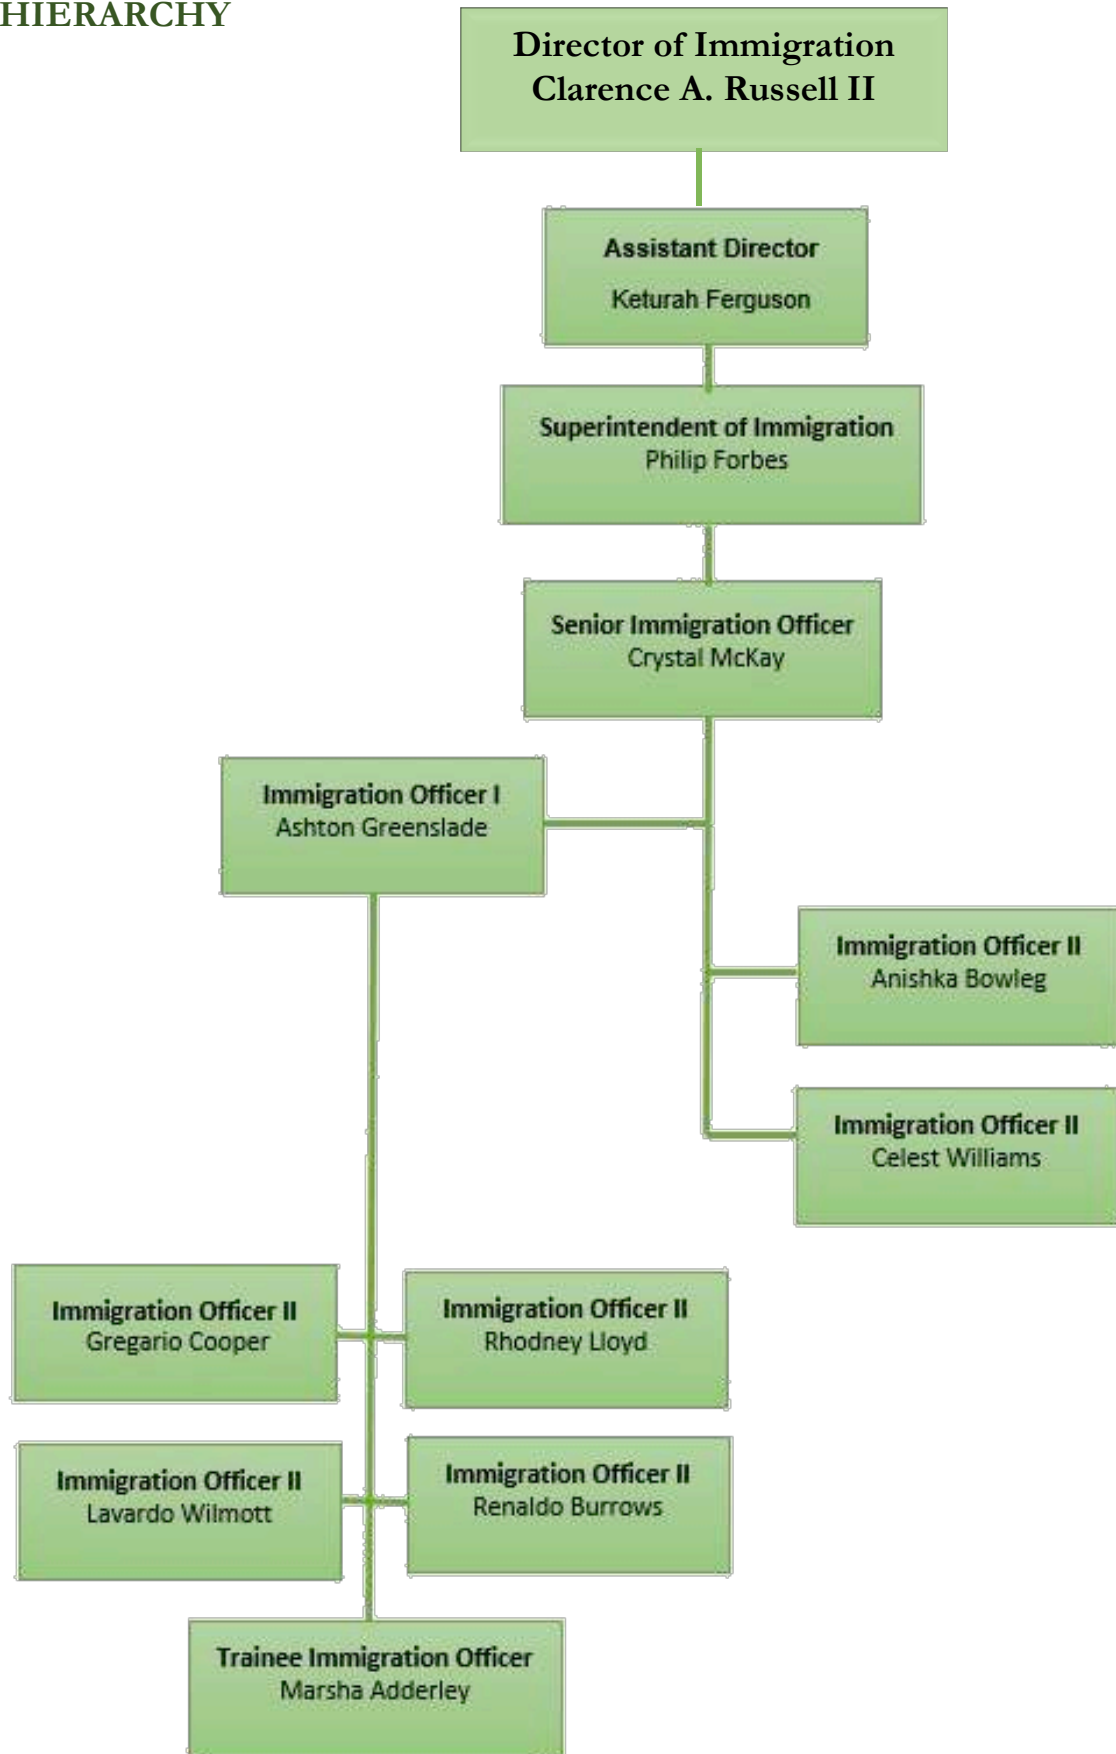 HIERARCHY
Director of Immigration
Clarence A. Russell II
Assistant Director
Keturah Ferguson
Superintendent of Immigration
Philip Forbes
Senior Immigration Officer
Crystal McKay
Immigration Officer I
Ashton Greenslade
Immigration Officer II
Anishka Bowleg
Immigration Officer II
Celest Williams
Immigration Officer II
Gregario Cooper
Immigration Officer II
Rhodney Lloyd
Immigration Officer II
Lavardo Wilmott
Immigration Officer II
Renaldo Burrows
Trainee Immigration Officer
Marsha Adderley